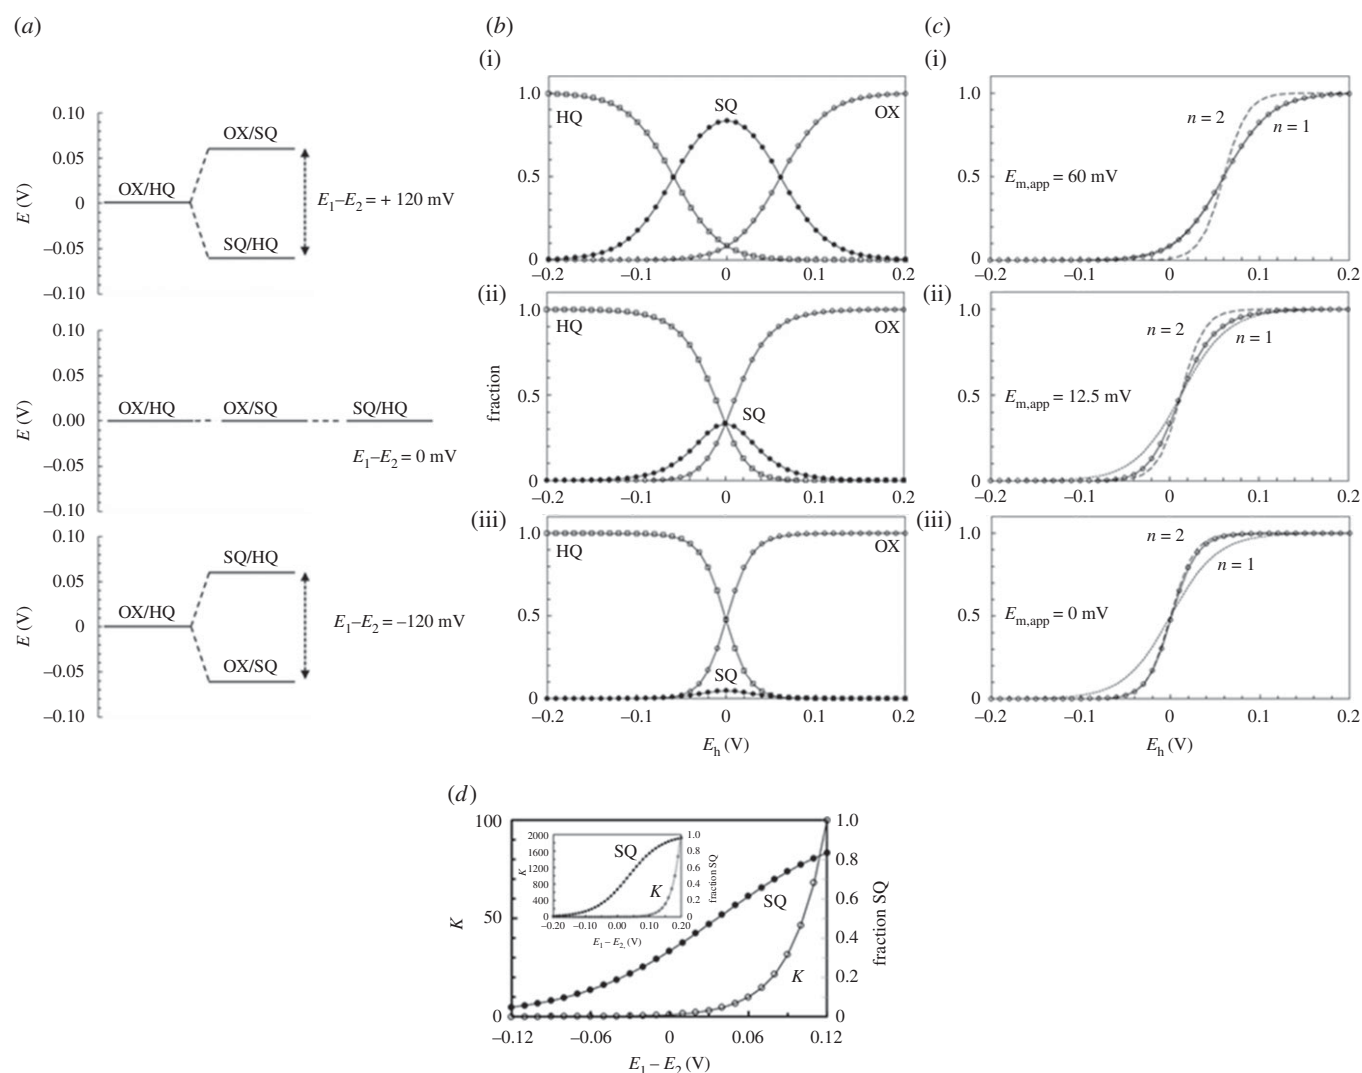 (a)
0.10
0.05
0
−0.05
−0.10
E (V)
OX/HQ
OX/SQ
SQ/HQ
E1–E2 = + 120 mV
0.10
0.05
0.00
−0.05
−0.10
E (V)
OX/HQ
OX/SQ
SQ/HQ
E1–E2 = 0 mV
0.10
0.05
0
−0.05
−0.10
E (V)
OX/HQ
SQ/HQ
OX/SQ
E1–E2 = −120 mV
(b)
(i)
1.0
0.5
0
HQ
SQ
OX
−0.2 −0.1 0 0.1 0.2
(ii)
1.0
0.5
0
fraction
HQ
SQ
OX
−0.2 −0.1 0 0.1 0.2
(iii)
1.0
0.5
0
HQ
SQ
OX
−0.2 −0.1 0 0.1 0.2
Eh (V)
(c)
(i)
1.0
0.5
0
n = 2
n = 1
Em,app = 60 mV
−0.2 −0.1 0 0.1 0.2
(ii)
1.0
0.5
0
n = 2
n = 1
Em,app = 12.5 mV
−0.2 −0.1 0 0.1 0.2
(iii)
1.0
0.5
0
n = 2
n = 1
Em,app = 0 mV
−0.2 −0.1 0 0.1 0.2
Eh (V)
(d)
100
50
0
K
2000
1600
1200
800
400
0
K
SQ
K
1.0
0.8
0.6
0.4
0.2
0
fraction SQ
−0.20 −0.10 0.00 0.10 0.20
E1 – E2, (V)
SQ
K
1.0
0.8
0.6
0.4
0.2
0
fraction SQ
−0.12 −0.06 0 0.06 0.12
E1 – E2 (V)